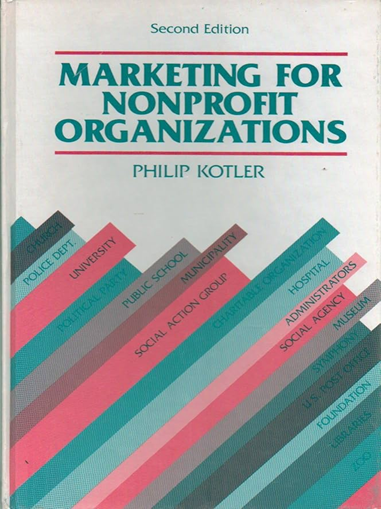 Second Edition
MARKETING FOR
NONPROFIT
ORGANIZATIONS
PHILIP KOTLER
CHURCH
POLICE DEPT.
UNIVERSITY
POLITICAL PARTY
PUBLIC SCHOOL
MUNICIPALITY
SOCIAL ACTION GROUP
CHARITABLE ORGANIZATION
HOSPITAL
ADMINISTRATORS
SOCIAL AGENCY
MUSEUM
SYMPHONY
U.S. POST OFFICE
FOUNDATION
LIBRARIES
ZOO